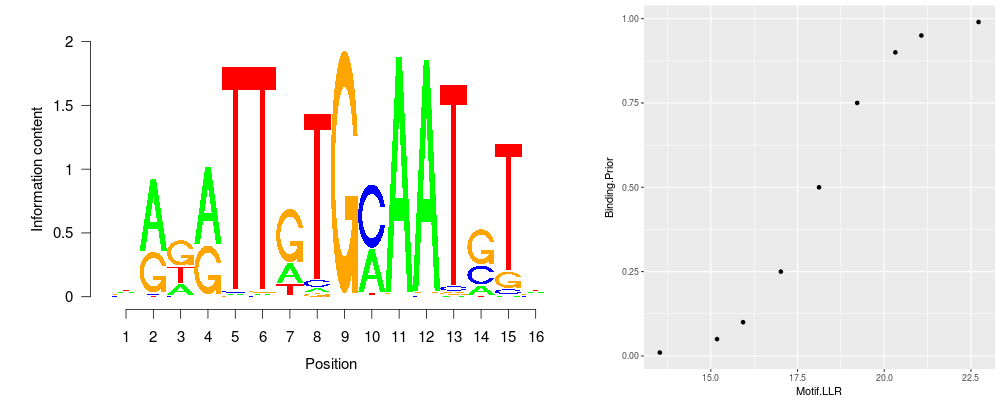 2
1.5
1
0.5
0
Information content
A G
G T A
A G
T
T
G A T
T C A G
G
C A
A
A
T C
G C A
T G C
1 2 3 4 5 6 7 8 9 10 11 12 13 14 15 16
Position
1.00
0.75
0.50
0.25
0.00
Binding.Prior
15.0 17.5 20.0 22.5
Motif.LLR